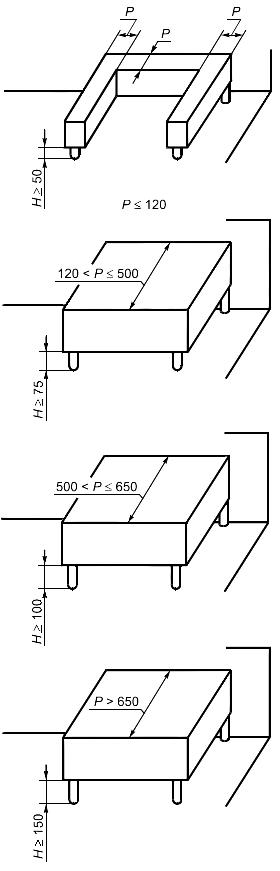 P P
P
H ≥ 50
P ≤ 120
120 < P ≤ 500
H ≥ 75
500 < P ≤ 650
H ≥ 100
P > 650
H ≥ 150